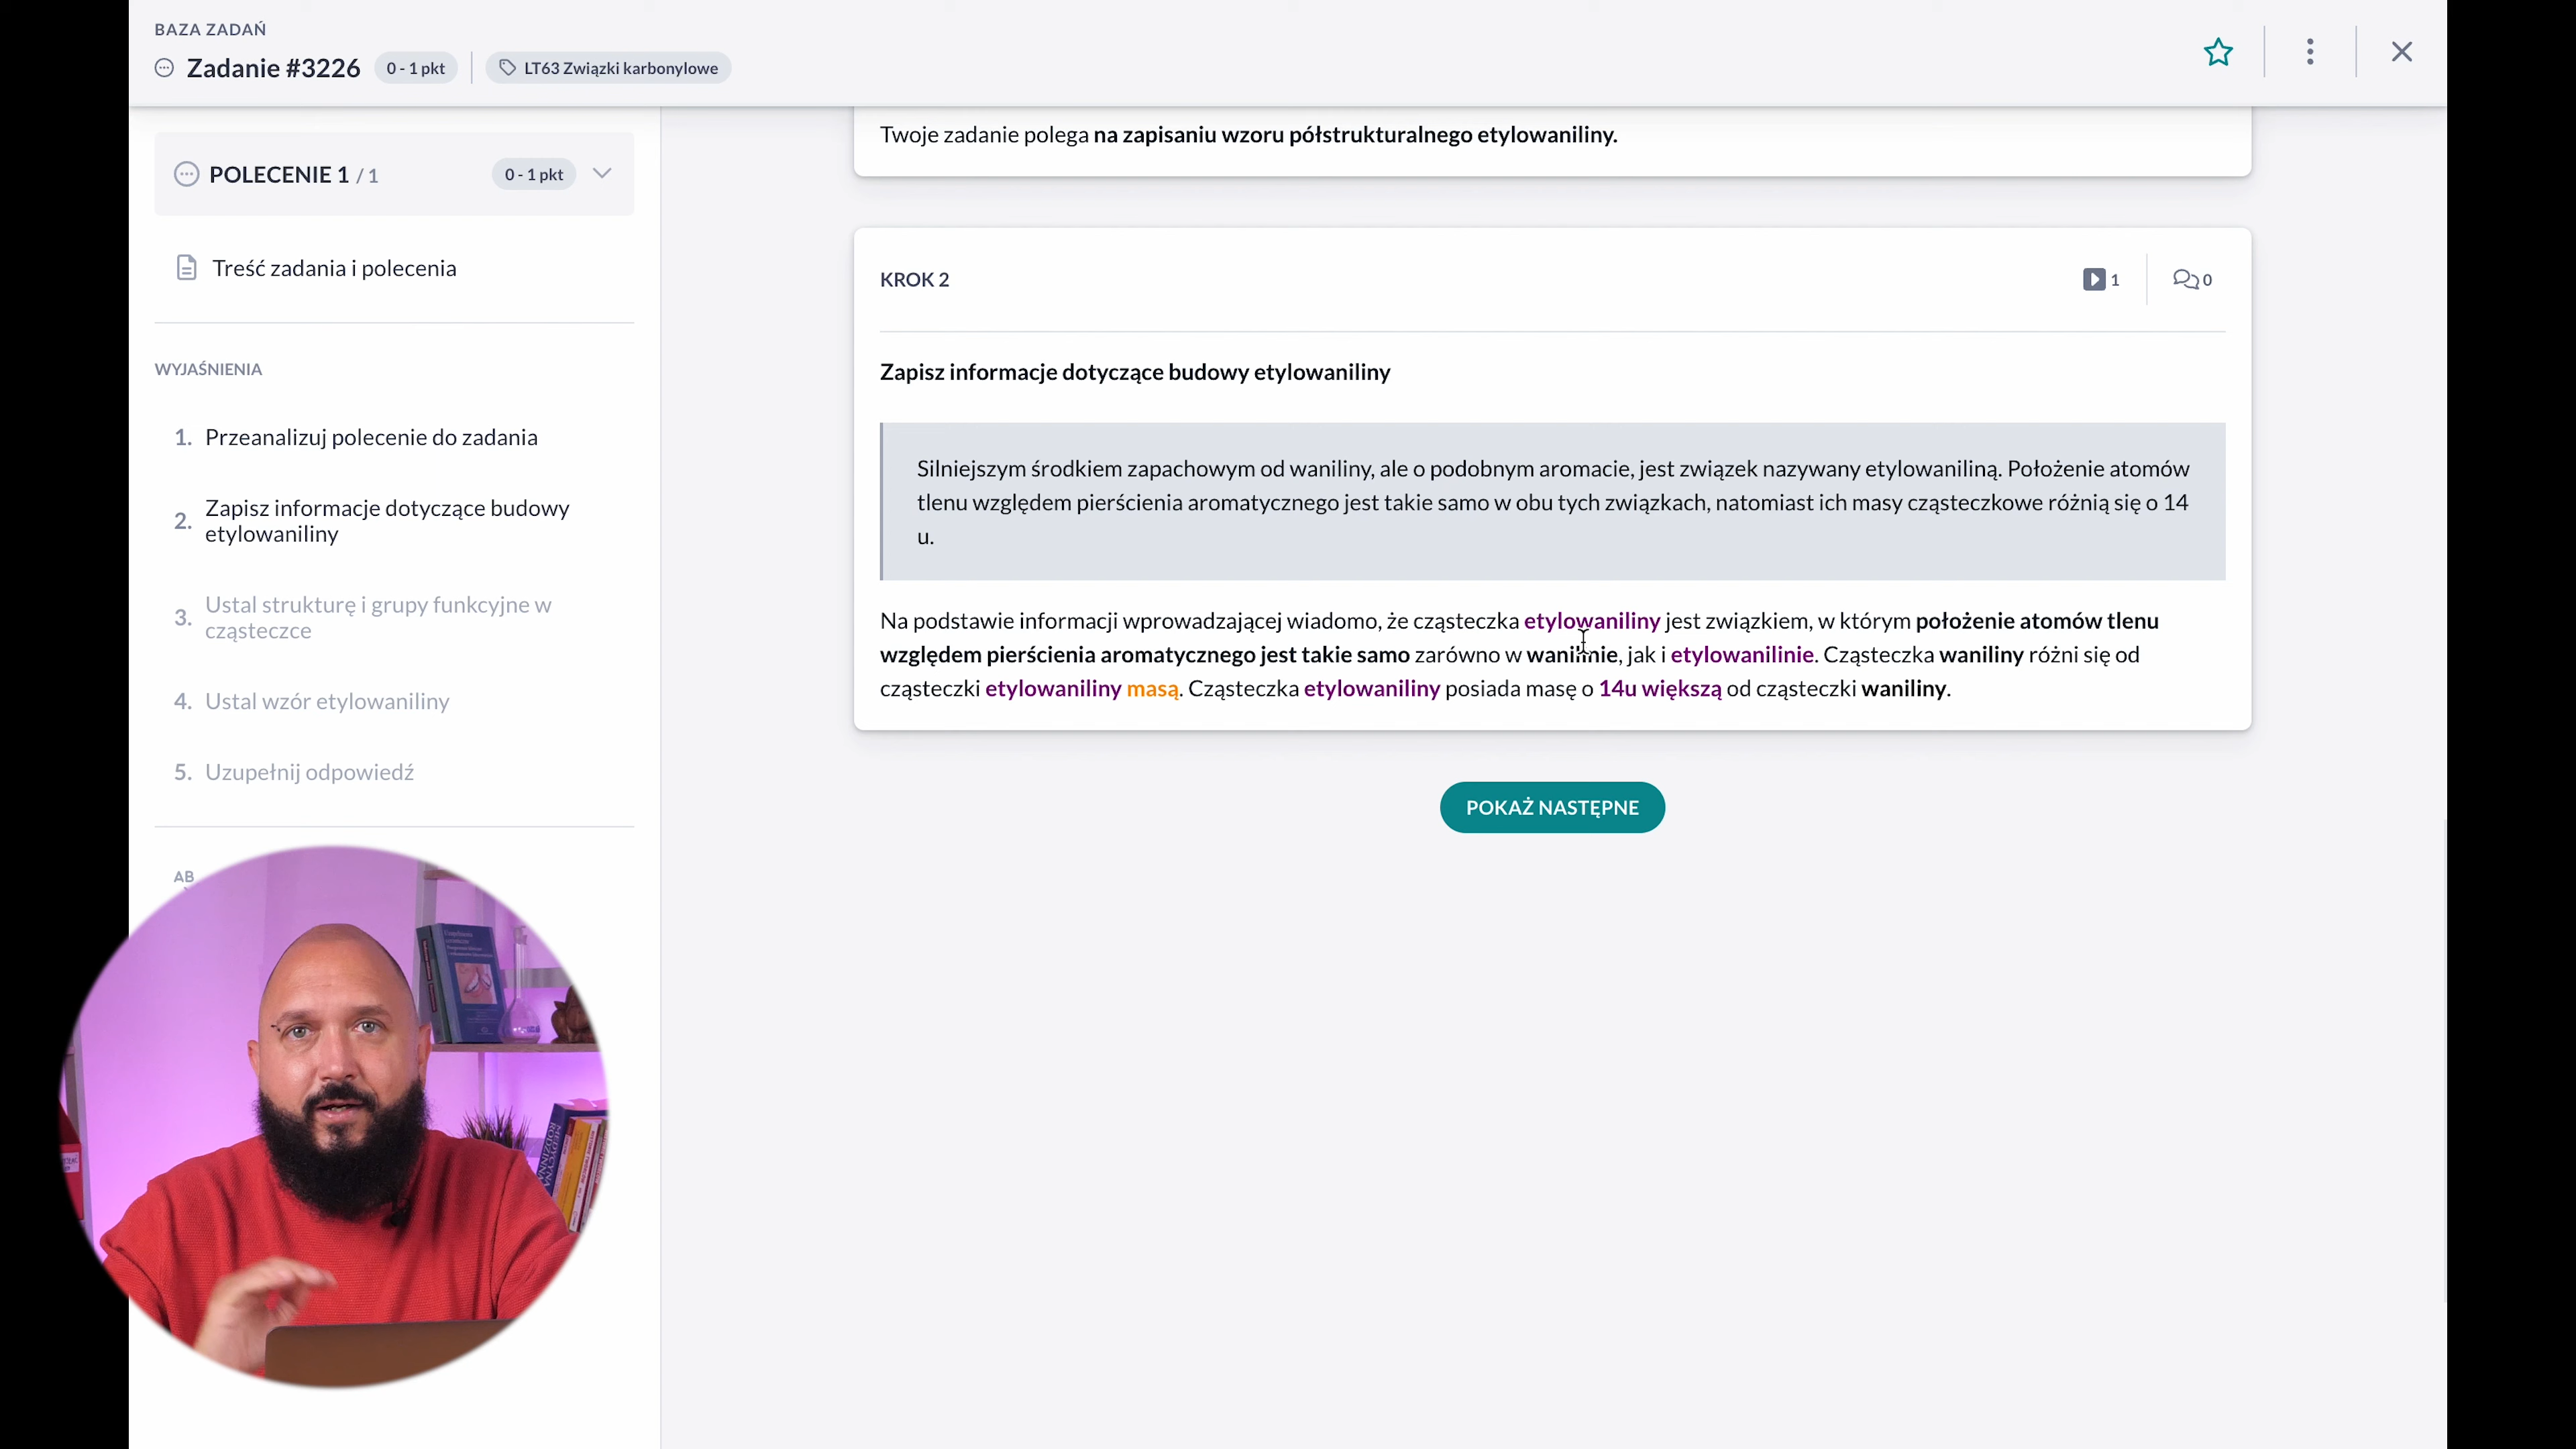 BAZA ZADAŃ
Zadanie #3226
0 - 1 pkt
LT63 Związki karbonylowe
POLECENIE 1 / 1
0 - 1 pkt
Treść zadania i polecenia
WYJAŚNIENIA
1. Przeanalizuj polecenie do zadania
2. Zapisz informacje dotyczące budowy
etylowaniliny
3. Ustal strukturę i grupy funkcyjne w
cząsteczce
4. Ustal wzór etylowaniliny
5. Uzupełnij odpowiedź
AB
Twoje zadanie polega na zapisaniu wzoru półstrukturalnego etylowaniliny.
KROK 2
1
0
Zapisz informacje dotyczące budowy etylowaniliny
Silniejszym środkiem zapachowym od waniliny, ale o podobnym aromacie, jest związek nazywany etylowaniliną. Położenie atomów
tlenu względem pierścienia aromatycznego jest takie samo w obu tych związkach, natomiast ich masy cząsteczkowe różnią się o 14
u.
Na podstawie informacji wprowadzającej wiadomo, że cząsteczka etylowaniliny jest związkiem, w którym położenie atomów tlenu
względem pierścienia aromatycznego jest takie samo zarówno w wanilinie, jak i etylowanilinie. Cząsteczka waniliny różni się od
cząsteczki etylowaniliny masą. Cząsteczka etylowaniliny posiada masę o 14u większą od cząsteczki waniliny.
POKAŻ NASTĘPNE
MEDYCYNA
RODZINNA